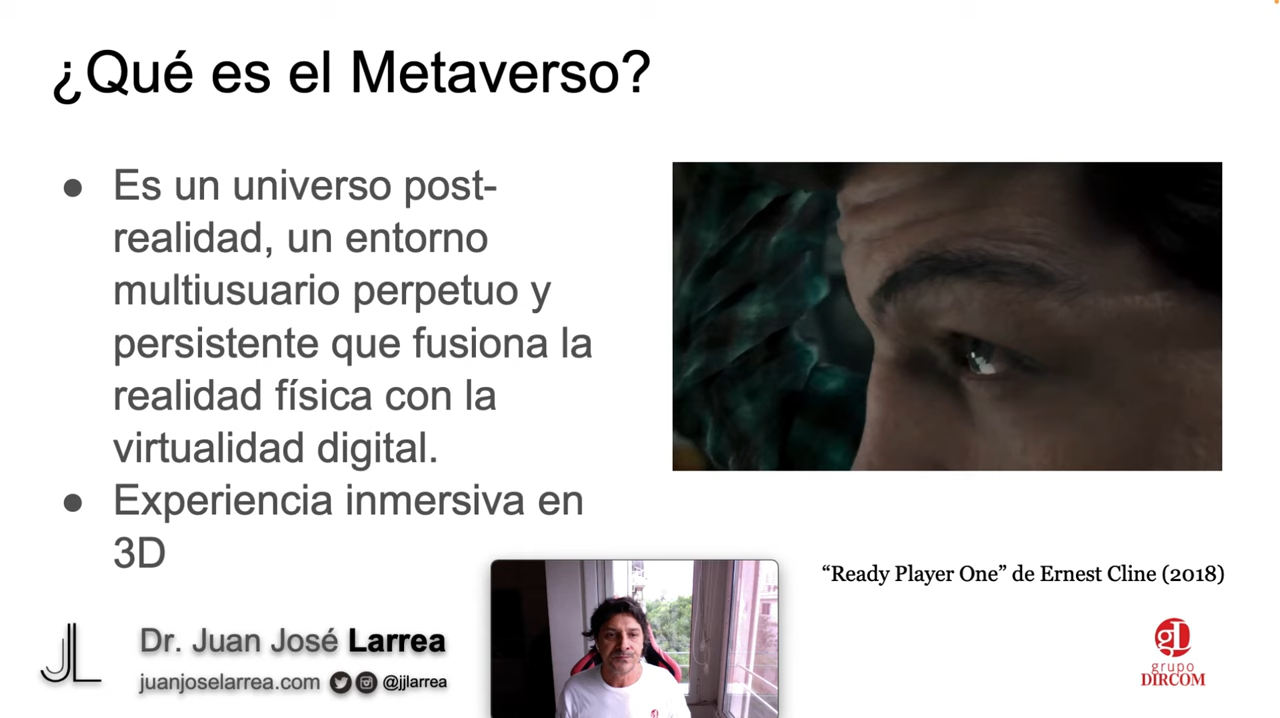 ¿Qué es el Metaverso?
● Es un universo post-
realidad, un entorno
multiusuario perpetuo y
persistente que fusiona la
realidad física con la
virtualidad digital.
● Experiencia inmersiva en
3D
“Ready Player One” de Ernest Cline (2018)
JL
Dr. Juan José Larrea
juanjoselarrea.com @jjlarrea
gD
grupo
DIRCOM